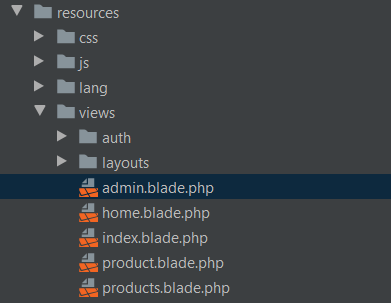 resources
css
js
lang
views
auth
layouts
admin.blade.php
home.blade.php
index.blade.php
product.blade.php
products.blade.php